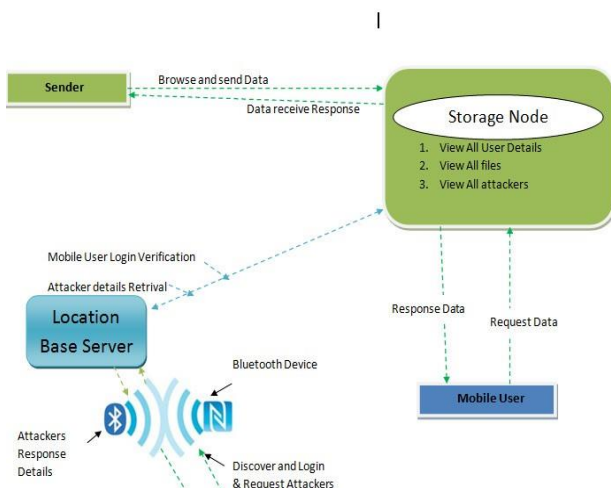 Browse and send Data
Sender
Data receive Response
Storage Node
1. View All User Details
2. View All files
3. View All attackers
Mobile User Login Verification
Attacker details Retrival
Location
Base Server
Response Data
Request Data
Bluetooth Device
Mobile User
Attackers
Response
Details
Discover and Login
& Request Attackers